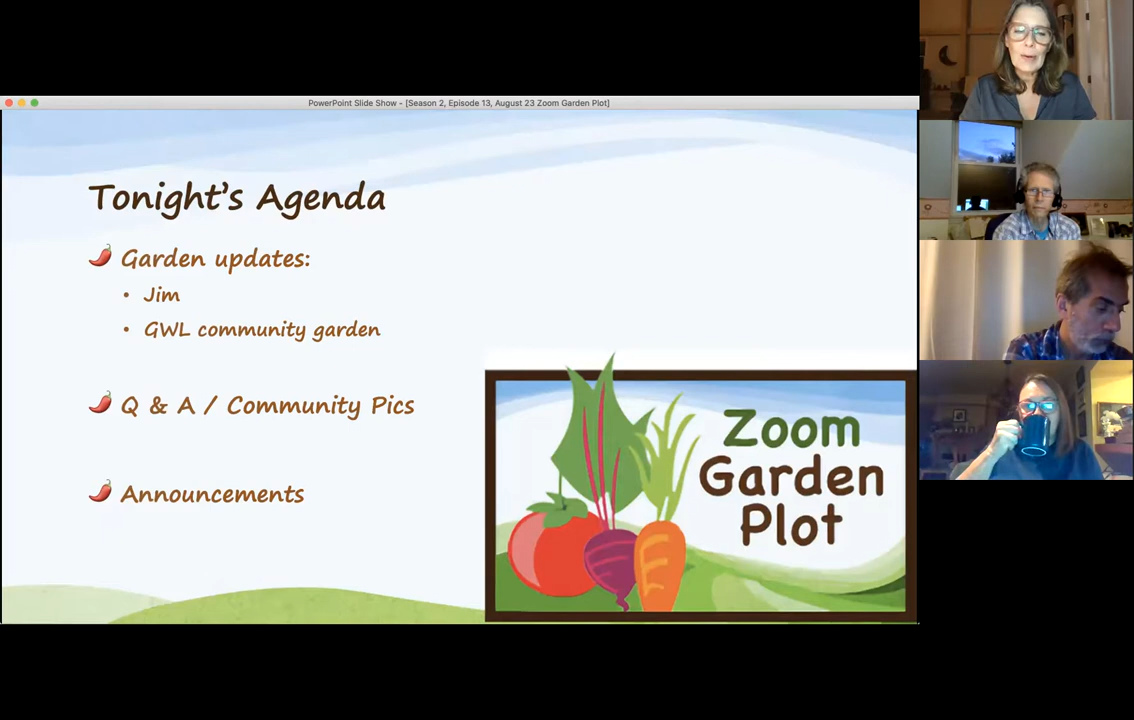 PowerPoint Slide Show - [Season 2, Episode 13, August 23 Zoom Garden Plot]
Tonight's Agenda
Garden updates:
• Jim
• GWL community garden
Q & A / Community Pics
Announcements
Zoom
Garden
Plot